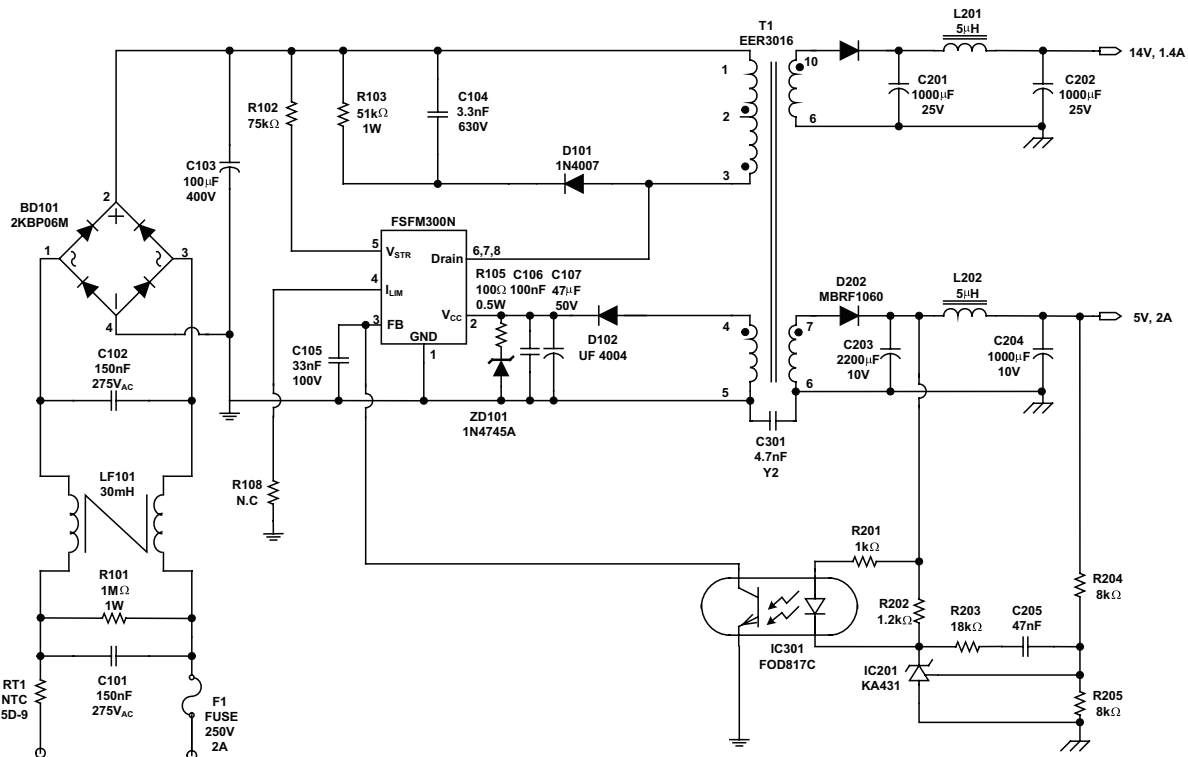 T1
EER3016
L201
5μH
14V, 1.4A
1
10
C201
1000μF
25V
C202
1000μF
25V
R102
75kΩ
R103
51kΩ
1W
C104
3.3nF
630V
2
6
C103
100μF
400V
D101
1N4007
3
BD101
2KBP06M
2
1
3
4
FSFM300N
5
V_STR
6,7,8
Drain
4
I_LIM
R105
100Ω
0.5W
C106
100nF
C107
47μF
50V
3
FB
V_CC
2
GND
1
D102
UF 4004
4
7
D202
MBRF1060
L202
5μH
5V, 2A
C203
2200μF
10V
C204
1000μF
10V
C102
150nF
275V_AC
C105
33nF
100V
ZD101
1N4745A
5
6
C301
4.7nF
Y2
LF101
30mH
R108
N.C
R101
1MΩ
1W
R201
1kΩ
R202
1.2kΩ
R203
18kΩ
C205
47nF
R204
8kΩ
IC301
FOD817C
IC201
KA431
R205
8kΩ
RT1
NTC
5D-9
C101
150nF
275V_AC
F1
FUSE
250V
2A